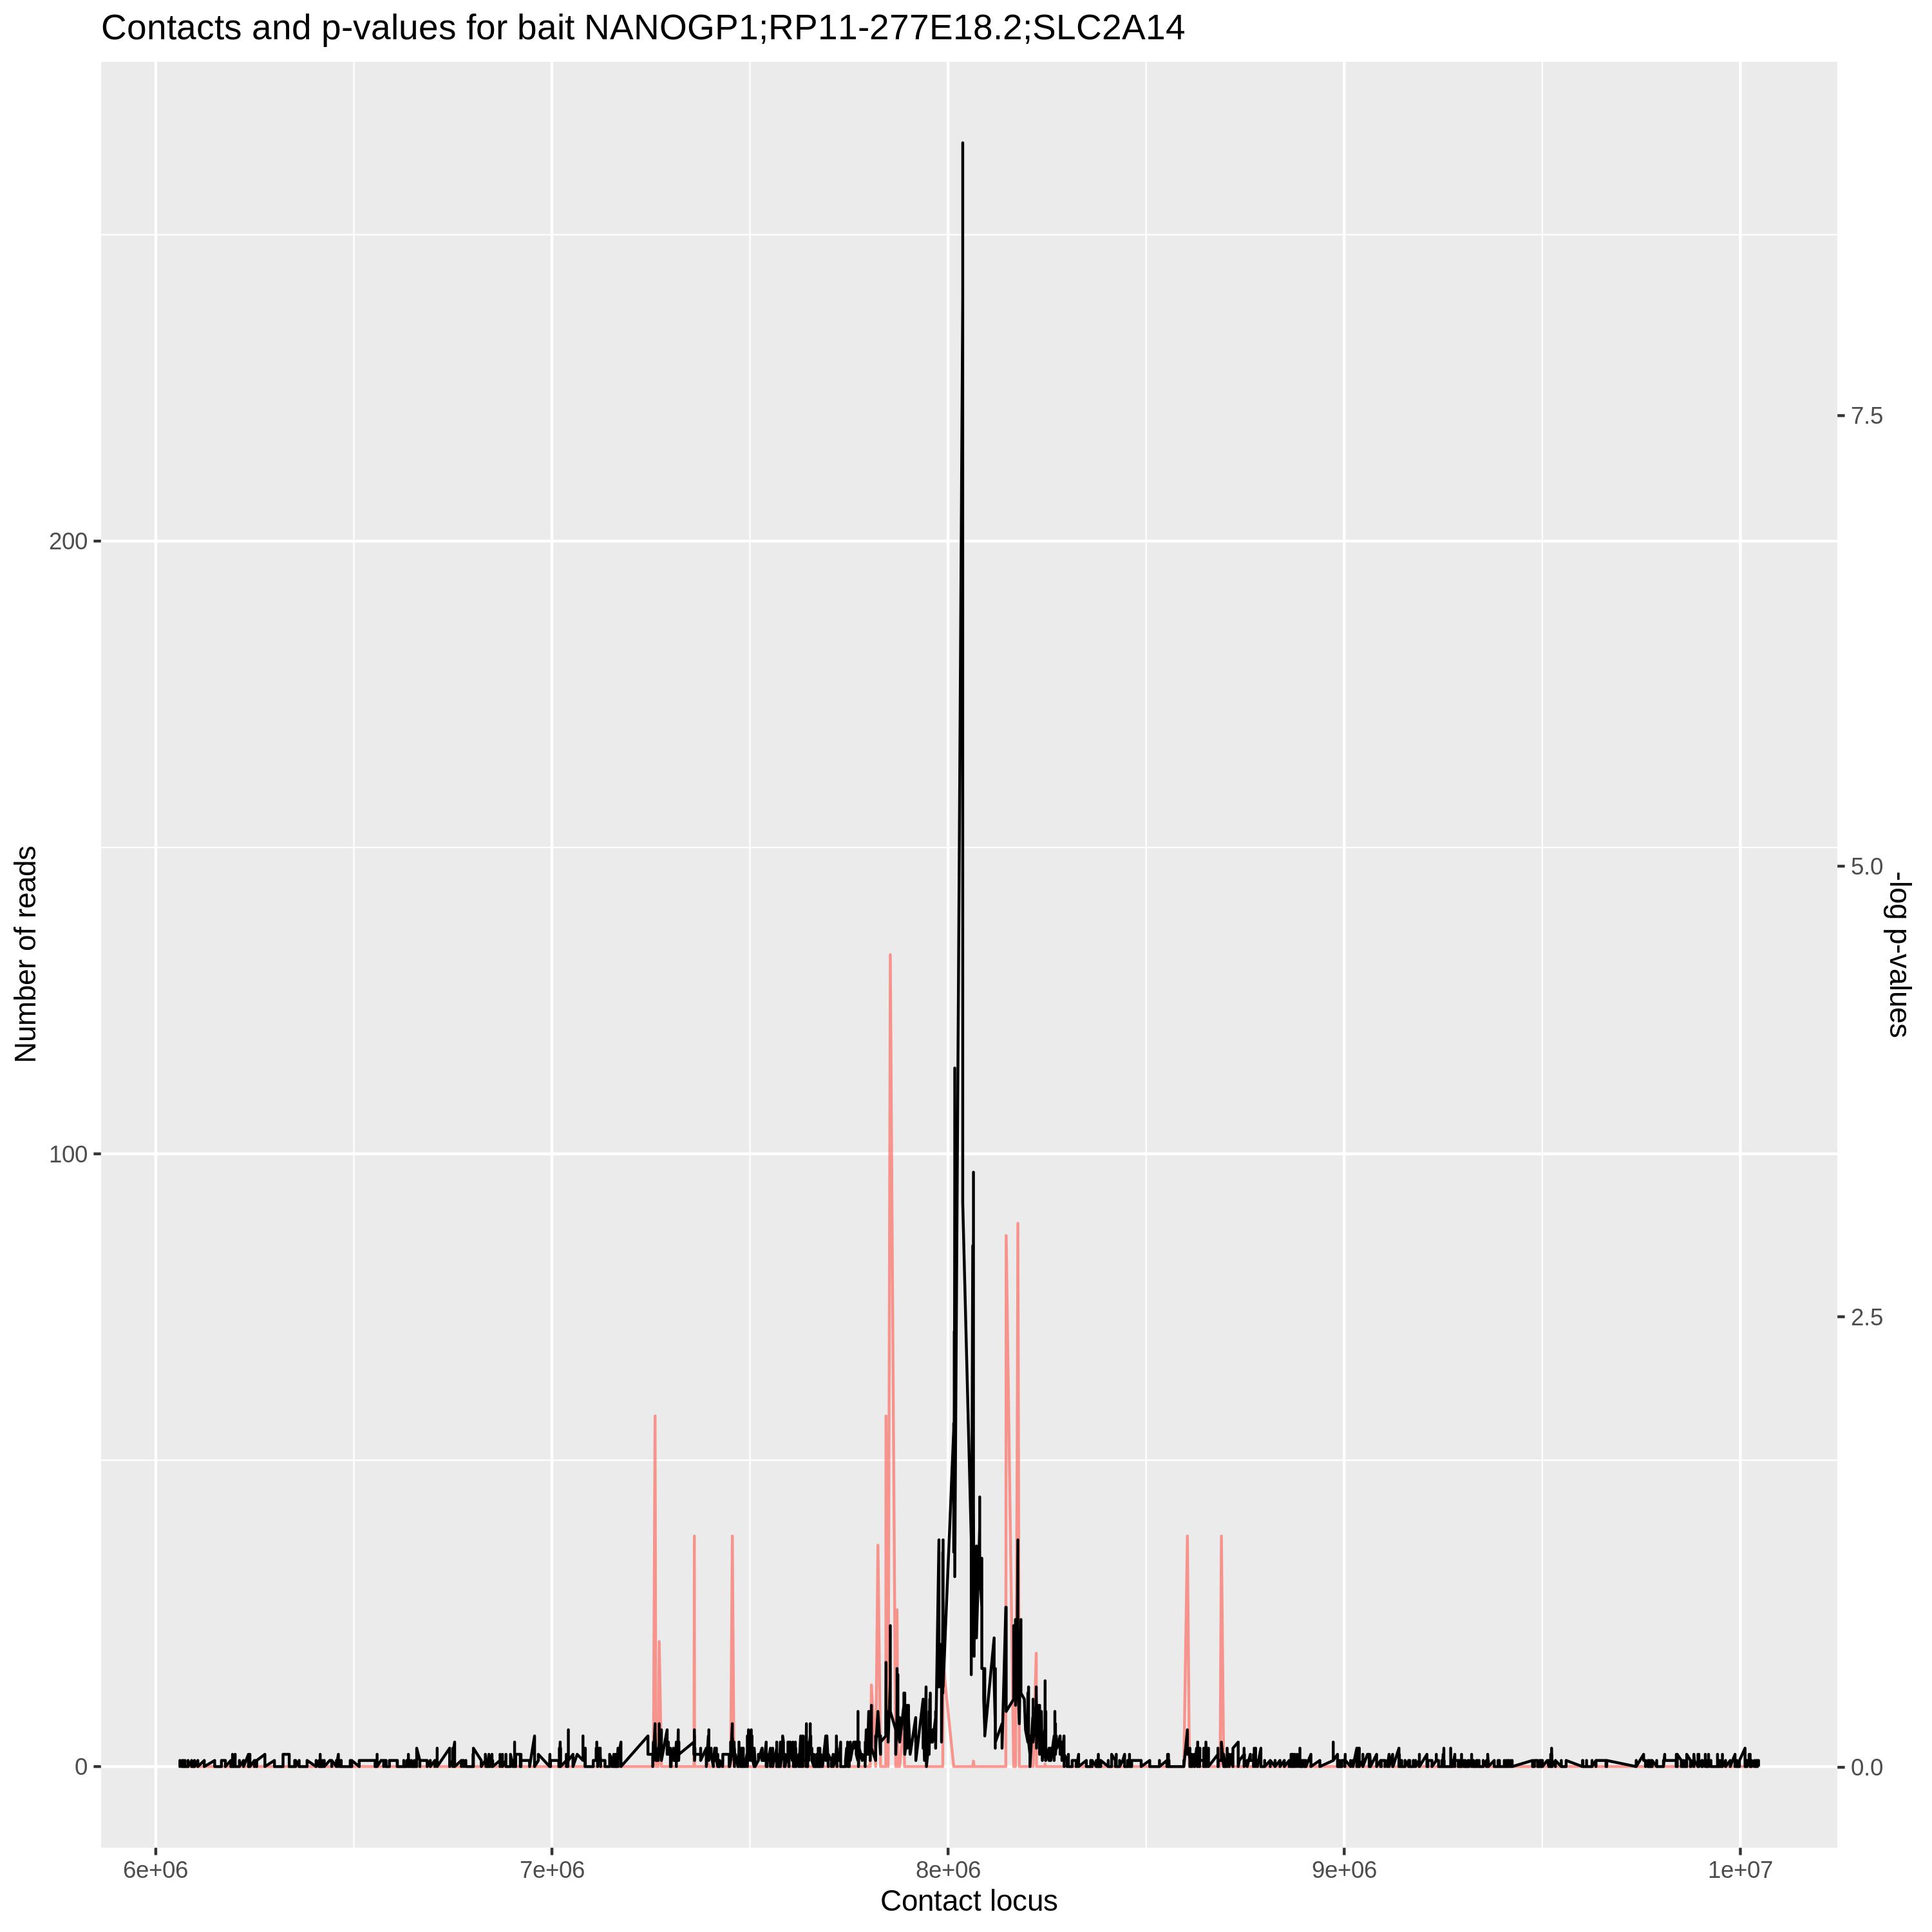 Contacts and p-values for bait NANOGP1;RP11-277E18.2;SLC2A14
Number of reads
200
100
0
7.5
5.0
2.5
0.0
-log p-values
6e+06 7e+06 8e+06 9e+06 1e+07
Contact locus